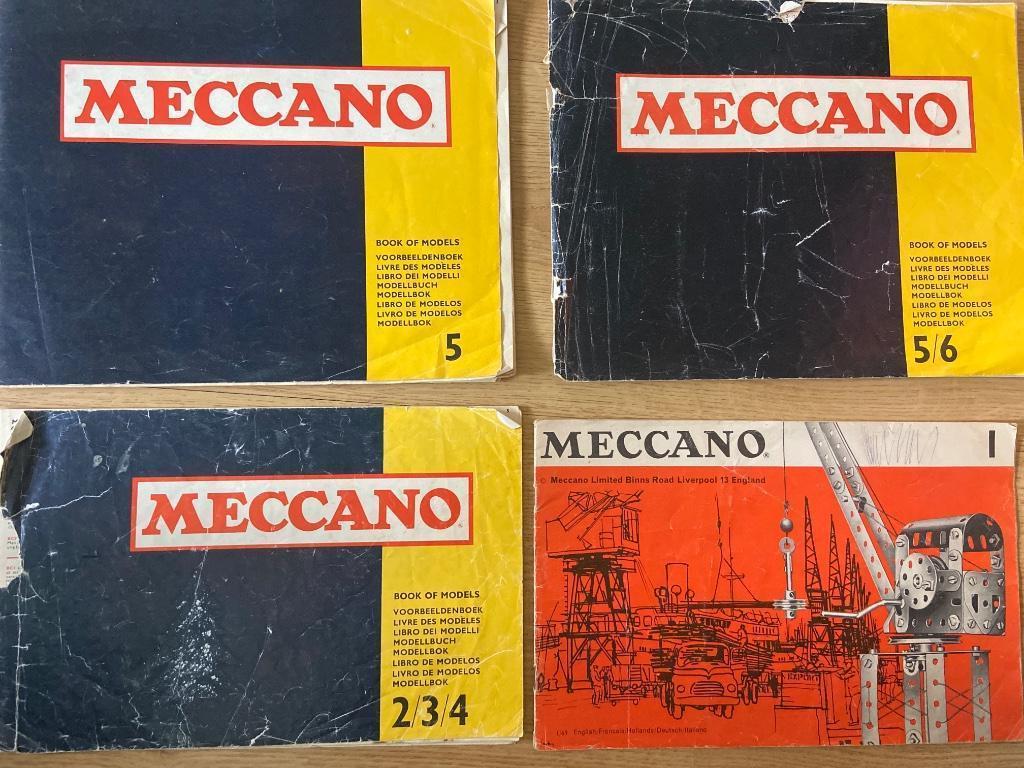 MECCANO
BOOK OF MODELS
VOORBEELDENBOEK
LIVRE DES MODÈLES
LIBRO DEI MODELLI
MODELLBUCH
MODELLBOK
LIBRO DE MODELOS
LIVRO DE MODELOS
MODELLBOK
5
MECCANO
BOOK OF MODELS
VOORBEELDENBOEK
LIVRE DES MODÈLES
LIBRO DEI MODELLI
MODELLBUCH
MODELLBOK
LIBRO DE MODELOS
LIVRO DE MODELOS
MODELLBOK
5/6
MECCANO
BOOK OF MODELS
VOORBEELDENBOEK
LIVRE DES MODÈLES
LIBRO DEI MODELLI
MODELLBUCH
MODELLBOK
LIBRO DE MODELOS
LIVRO DE MODELOS
MODELLBOK
2/3/4
MECCANO 1
© Meccano Limited Binns Road Liverpool 13 England
English/Français/Hollands/Deutsch/Italiano